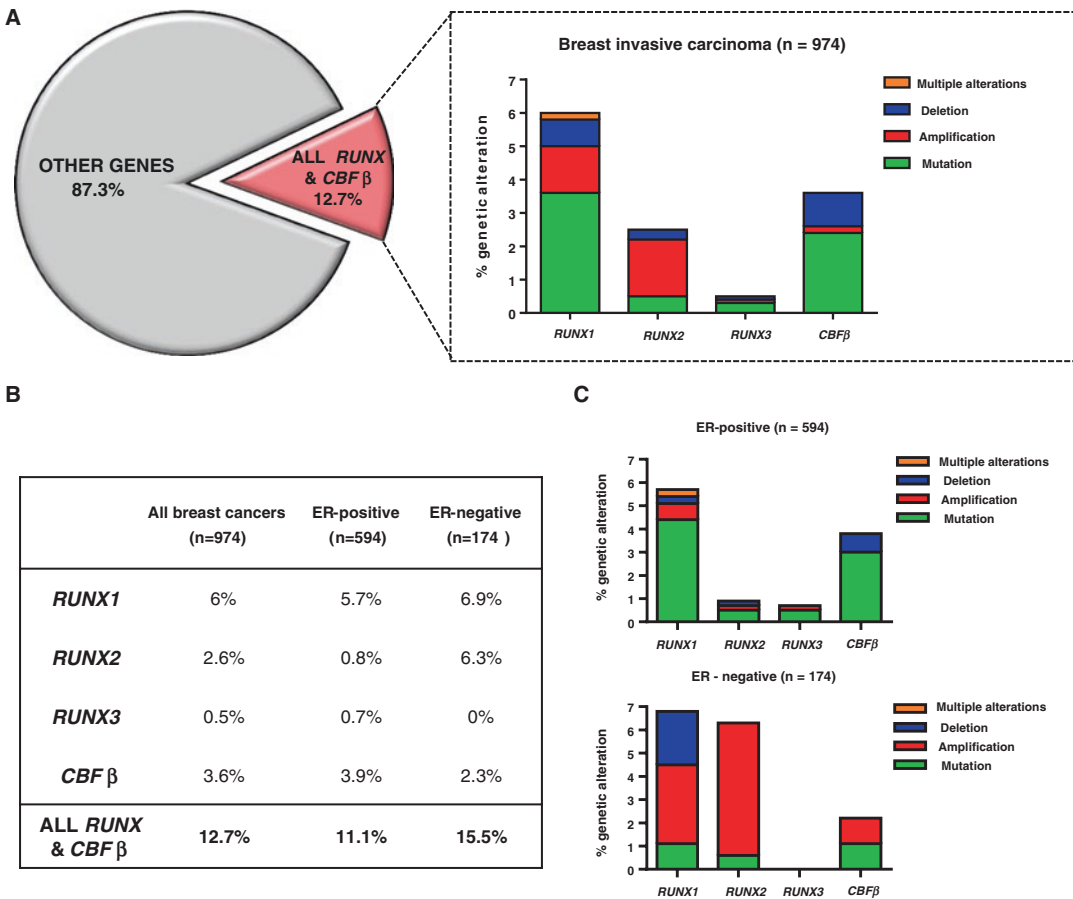 A
OTHER GENES
87.3%
ALL RUNX
& CBF β
12.7%
Breast invasive carcinoma (n = 974)
% genetic alteration
7
6
5
4
3
2
1
0
RUNX1
RUNX2
RUNX3
CBFβ
Multiple alterations
Deletion
Amplification
Mutation
B
All breast cancers ER-positive ER-negative
(n=974) (n=594) (n=174 )
RUNX1 6% 5.7% 6.9%
RUNX2 2.6% 0.8% 6.3%
RUNX3 0.5% 0.7% 0%
CBF β 3.6% 3.9% 2.3%
ALL RUNX
& CBF β 12.7% 11.1% 15.5%
C
ER-positive (n = 594)
% genetic alteration
7
6
5
4
3
2
1
0
RUNX1
RUNX2
RUNX3
CBFβ
Multiple alterations
Deletion
Amplification
Mutation
ER - negative (n = 174)
% genetic alteration
7
6
5
4
3
2
1
0
RUNX1
RUNX2
RUNX3
CBFβ
Multiple alterations
Deletion
Amplification
Mutation